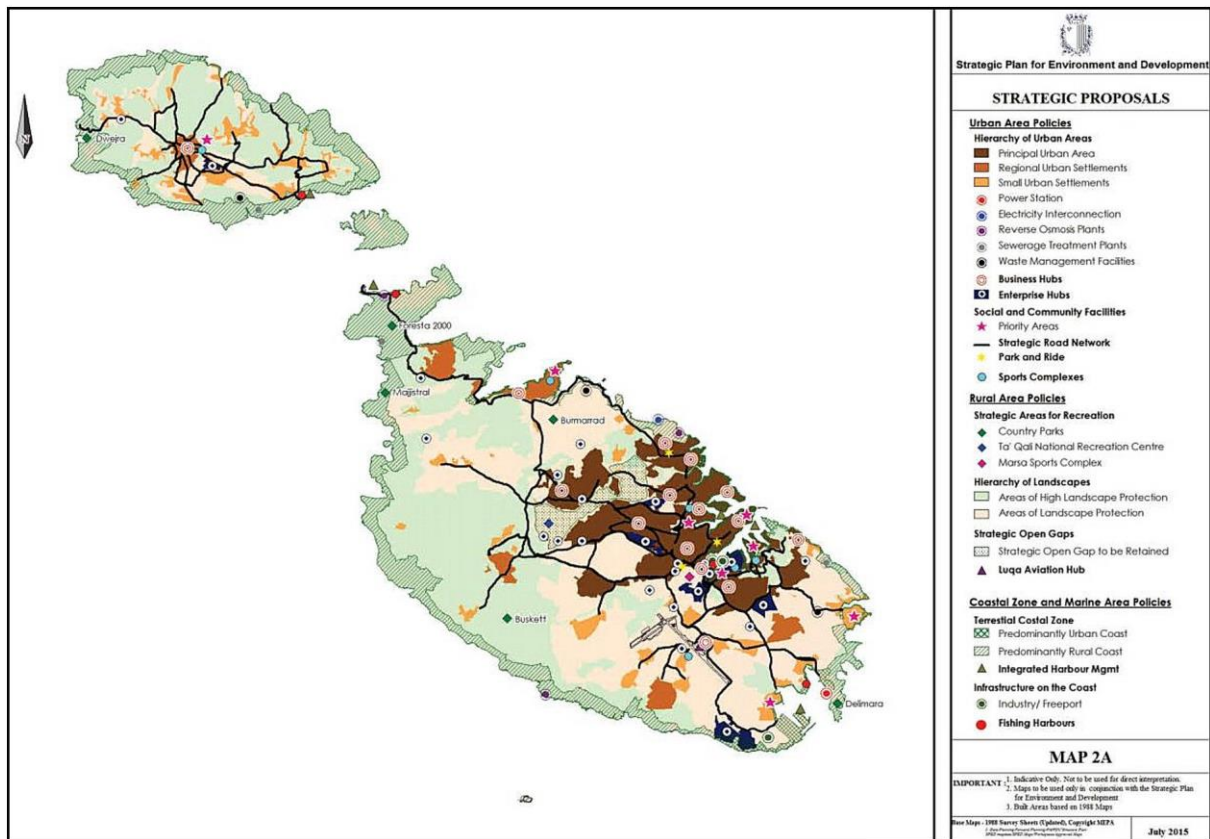 N
Dwejra
Foresta 2000
Majjistral
Burmarrad
Buskett
Delimara
Strategic Plan for Environment and Development
STRATEGIC PROPOSALS
Urban Area Policies
Hierarchy of Urban Areas
Principal Urban Area
Regional Urban Settlements
Small Urban Settlements
Power Station
Electricity Interconnection
Reverse Osmosis Plants
Sewerage Treatment Plants
Waste Management Facilities
Business Hubs
Enterprise Hubs
Social and Community Facilities
Priority Areas
Strategic Road Network
Park and Ride
Sports Complexes
Rural Area Policies
Strategic Areas for Recreation
Country Parks
Ta' Qali National Recreation Centre
Marsa Sports Complex
Hierarchy of Landscapes
Areas of High Landscape Protection
Areas of Landscape Protection
Strategic Open Gaps
Strategic Open Gap to be Retained
Luqa Aviation Hub
Coastal Zone and Marine Area Policies
Terrestial Costal Zone
Predominantly Urban Coast
Predominantly Rural Coast
Integrated Harbour Mgmt
Infrastructure on the Coast
Industry/ Freeport
Fishing Harbours
MAP 2A
IMPORTANT : 1. Indicative Only. Not to be used for direct interpretation.
2. Maps to be used only in conjunction with the Strategic Plan
for Environment and Development
3. Built Areas based on 1988 Maps
Base Maps - 1988 Survey Sheets (Updated), Copyright MEPA
July 2015